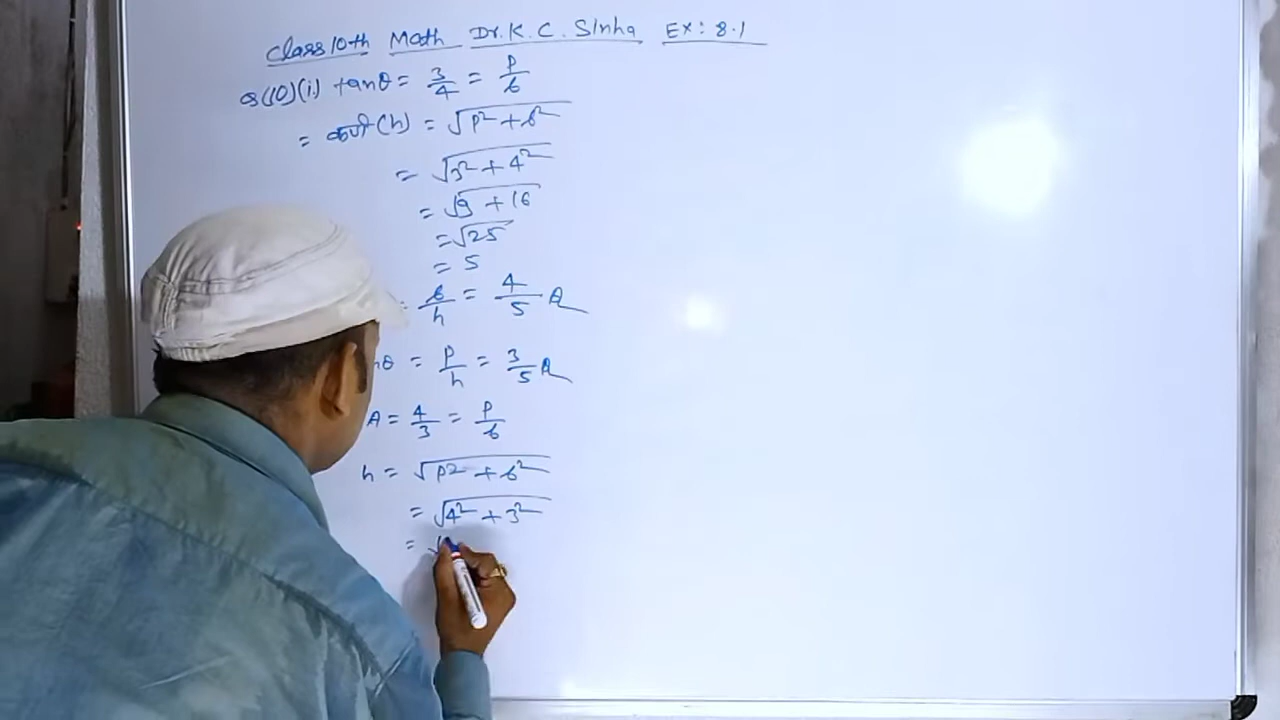 Class 10th Math Dr. K. C. Sinha Ex: 8.1
Q(10)(i) tanθ = 3/4 = P/b
= कर्ण (h) = √P² + b²
= √3² + 4²
= √9 + 16
= √25
= 5
b/h = 4/5 A
θ = P/h = 3/5 A
A = 4/3 = P/b
h = √P² + b²
= √4² + 3²
=